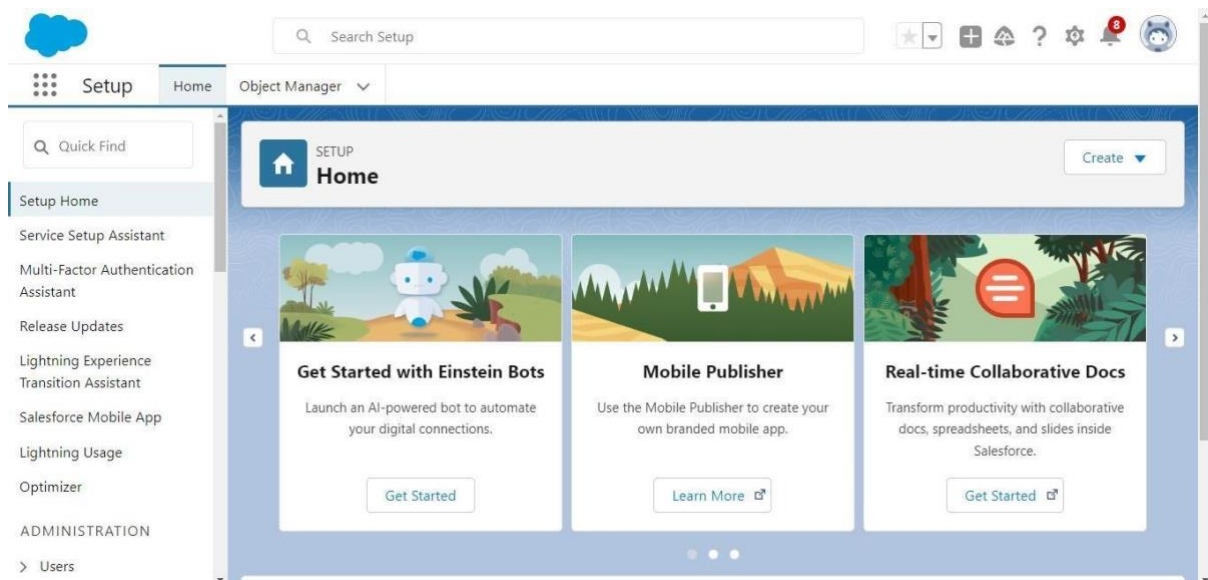 Search Setup
8
Setup
Home
Object Manager
Quick Find
Setup Home
Service Setup Assistant
Multi-Factor Authentication
Assistant
Release Updates
Lightning Experience
Transition Assistant
Salesforce Mobile App
Lightning Usage
Optimizer
ADMINISTRATION
Users
SETUP
Home
Create
Get Started with Einstein Bots
Launch an AI-powered bot to automate
your digital connections.
Get Started
Mobile Publisher
Use the Mobile Publisher to create your
own branded mobile app.
Learn More
Real-time Collaborative Docs
Transform productivity with collaborative
docs, spreadsheets, and slides inside
Salesforce.
Get Started